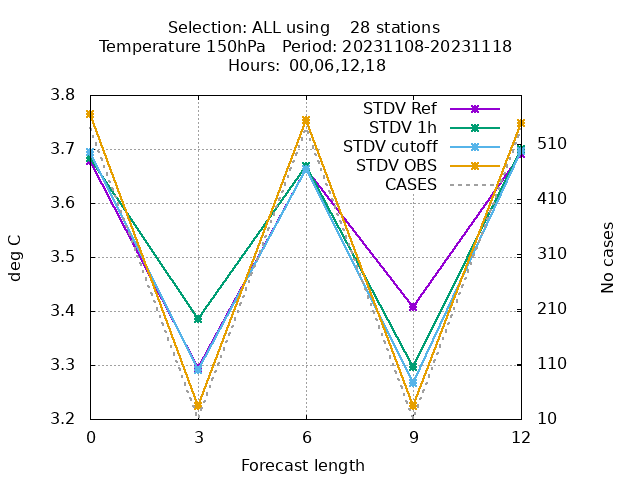 Selection: ALL using    28 stations
Temperature 150hPa   Period: 20231108-20231118
Hours: 00,06,12,18
STDV Ref
STDV 1h
STDV cutoff
STDV OBS
CASES
3.8
3.7
3.6
3.5
3.4
3.3
3.2
deg C
510
410
310
210
110
10
No cases
0 3 6 9 12
Forecast length